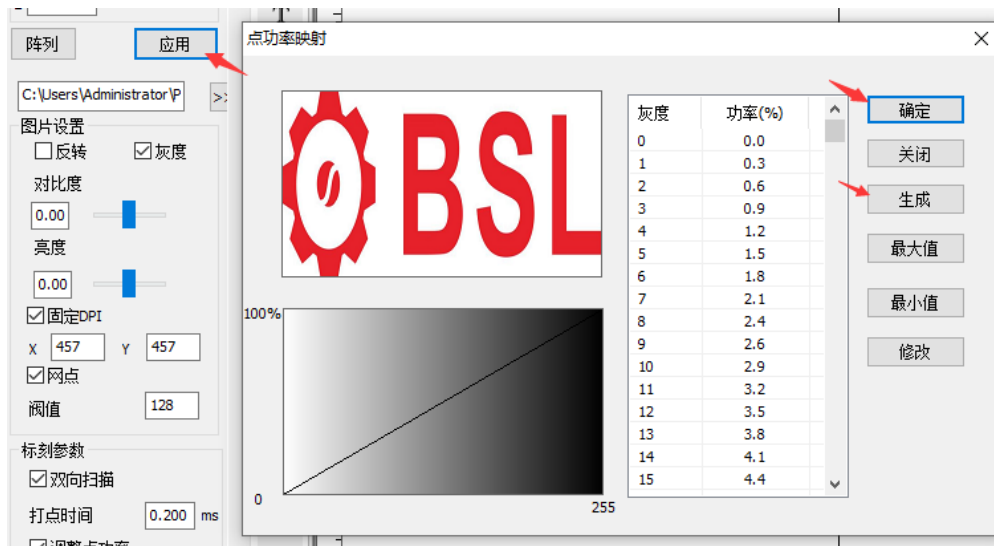 阵列 应用
C:\Users\Administrator\P >>
图片设置
反转 灰度
对比度
0.00
亮度
0.00
固定DPI
X 457 Y 457
网点
阀值 128
标刻参数
双向扫描
打点时间 0.200 ms
调整点功率
点功率映射
BSL
100%
0
255
灰度 功率(%)
0 0.0
1 0.3
2 0.6
3 0.9
4 1.2
5 1.5
6 1.8
7 2.1
8 2.4
9 2.6
10 2.9
11 3.2
12 3.5
13 3.8
14 4.1
15 4.4
确定
关闭
生成
最大值
最小值
修改